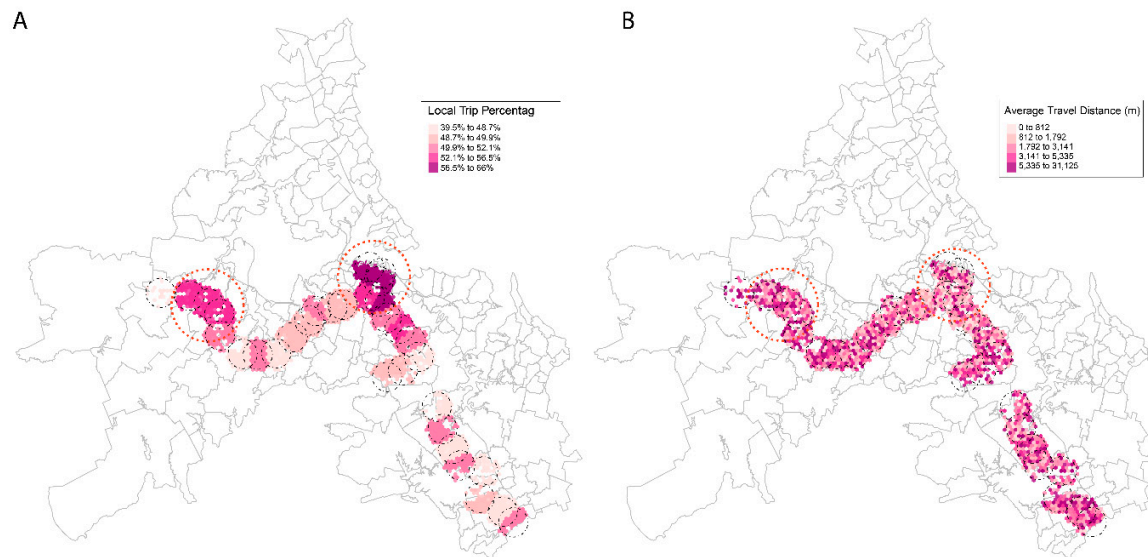 A
B
Local Trip Percentag
39.5% to 48.7%
48.7% to 49.9%
49.9% to 52.1%
52.1% to 56.5%
56.5% to 66%
Average Travel Distance (m)
0 to 812
812 to 1,792
1,792 to 3,141
3,141 to 5,335
5,335 to 31,125